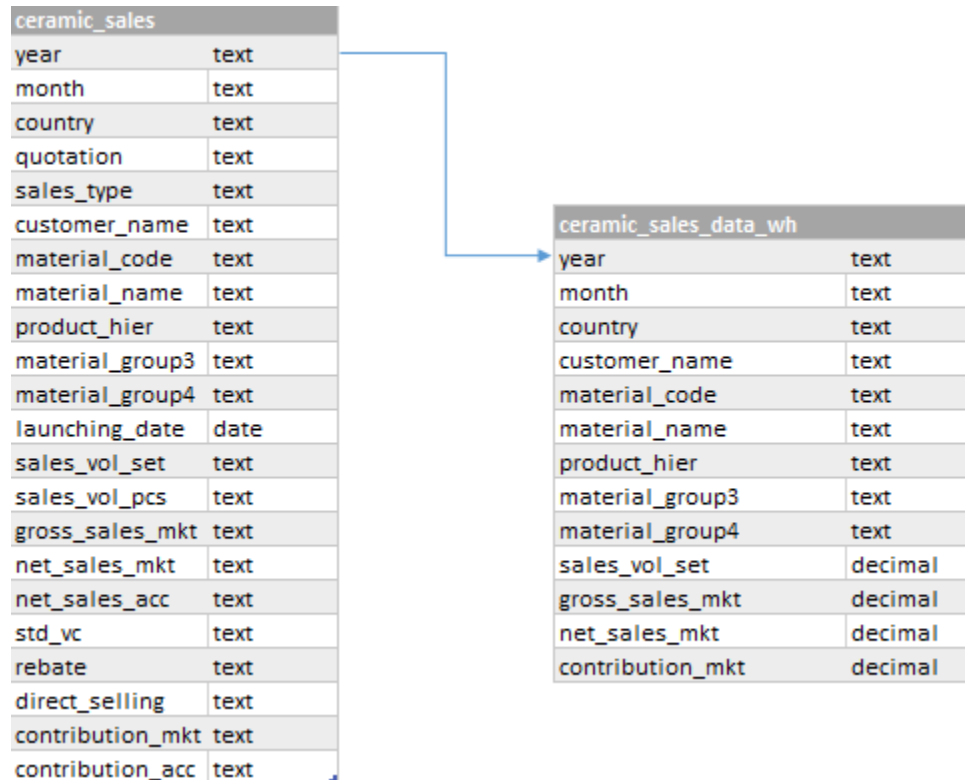 ceramic_sales
year text
month text
country text
quotation text
sales_type text
customer_name text
material_code text
material_name text
product_hier text
material_group3 text
material_group4 text
launching_date date
sales_vol_set text
sales_vol_pcs text
gross_sales_mkt text
net_sales_mkt text
net_sales_acc text
std_vc text
rebate text
direct_selling text
contribution_mkt text
contribution_acc text
ceramic_sales_data_wh
year text
month text
country text
customer_name text
material_code text
material_name text
product_hier text
material_group3 text
material_group4 text
sales_vol_set decimal
gross_sales_mkt decimal
net_sales_mkt decimal
contribution_mkt decimal